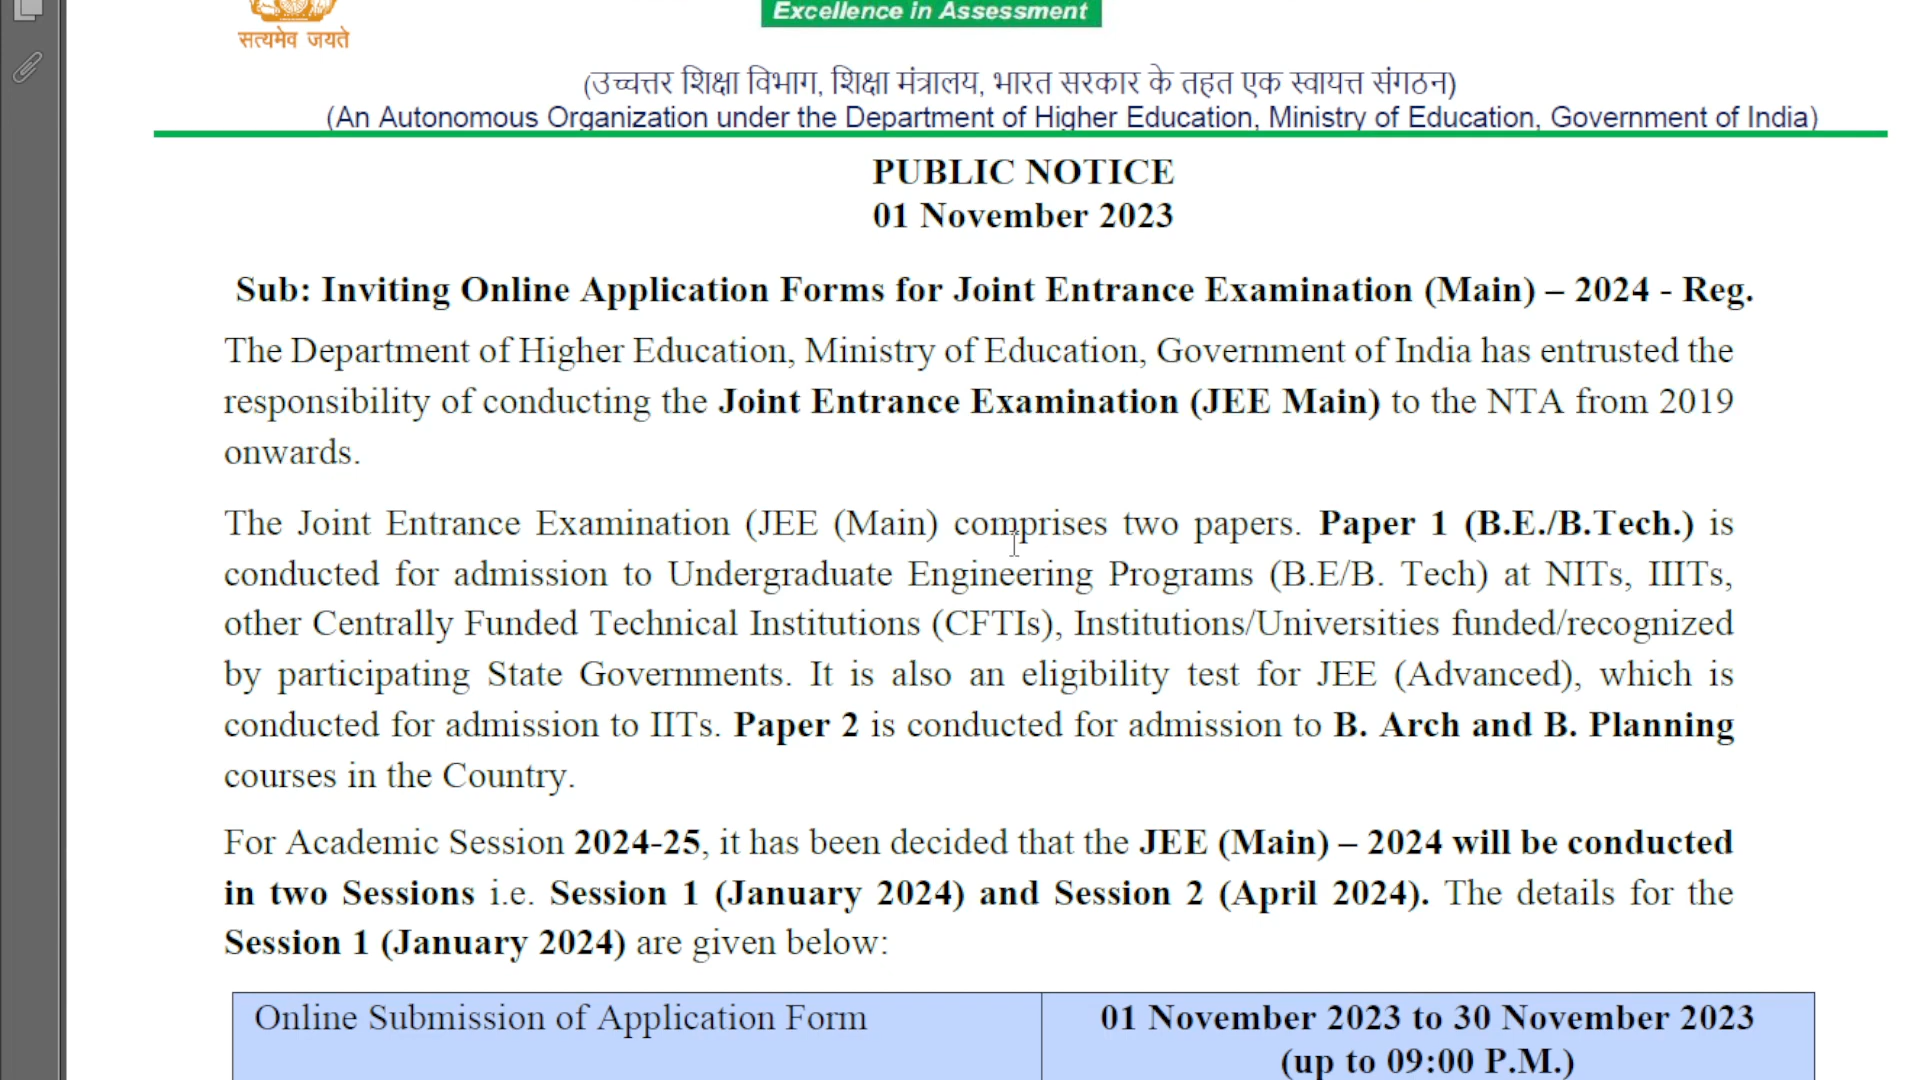 सत्यमेव जयते
Excellence in Assessment
(उच्चत्तर शिक्षा विभाग, शिक्षा मंत्रालय, भारत सरकार के तहत एक स्वायत्त संगठन)
(An Autonomous Organization under the Department of Higher Education, Ministry of Education, Government of India)
PUBLIC NOTICE
01 November 2023
Sub: Inviting Online Application Forms for Joint Entrance Examination (Main) – 2024 - Reg.
The Department of Higher Education, Ministry of Education, Government of India has entrusted the
responsibility of conducting the Joint Entrance Examination (JEE Main) to the NTA from 2019
onwards.
The Joint Entrance Examination (JEE (Main) comprises two papers. Paper 1 (B.E./B.Tech.) is
conducted for admission to Undergraduate Engineering Programs (B.E/B. Tech) at NITs, IIITs,
other Centrally Funded Technical Institutions (CFTIs), Institutions/Universities funded/recognized
by participating State Governments. It is also an eligibility test for JEE (Advanced), which is
conducted for admission to IITs. Paper 2 is conducted for admission to B. Arch and B. Planning
courses in the Country.
For Academic Session 2024-25, it has been decided that the JEE (Main) – 2024 will be conducted
in two Sessions i.e. Session 1 (January 2024) and Session 2 (April 2024). The details for the
Session 1 (January 2024) are given below:
Online Submission of Application Form
01 November 2023 to 30 November 2023
(up to 09:00 P.M.)